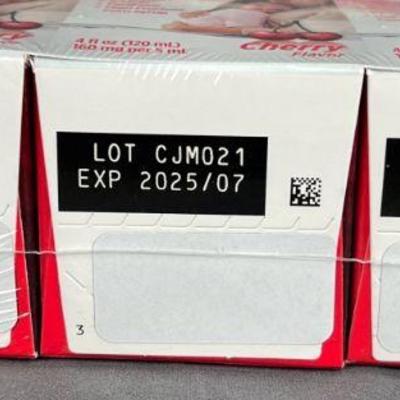 4 fl oz (120 mL)
160 mg per 5 mL
Cherry
Flavor
LOT CJM021
EXP 2025/07
3